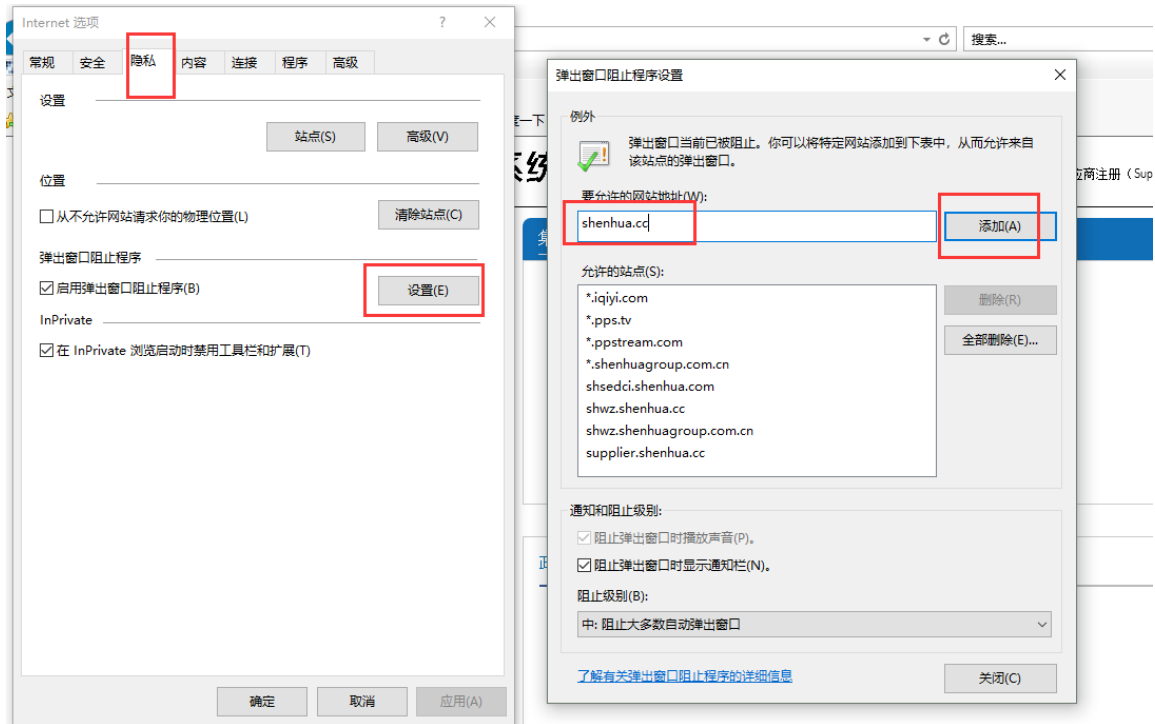 Internet 选项
常规 安全 隐私 内容 连接 程序 高级
设置
站点(S) 高级(V)
位置
从不允许网站请求你的物理位置(L) 清除站点(C)
弹出窗口阻止程序
启用弹出窗口阻止程序(B) 设置(E)
InPrivate
在 InPrivate 浏览启动时禁用工具栏和扩展(T)
确定 取消 应用(A)
搜索...
度一下
系统
应商注册（Sup
集
弹出窗口阻止程序设置
例外
弹出窗口当前已被阻止。你可以将特定网站添加到下表中，从而允许来自
该站点的弹出窗口。
要允许的网站地址(W):
shenhua.cc 添加(A)
允许的站点(S):
*.iqiyi.com
*.pps.tv
*.ppstream.com
*.shenhuagroup.com.cn
shsedci.shenhua.com
shwz.shenhua.cc
shwz.shenhuagroup.com.cn
supplier.shenhua.cc
删除(R)
全部删除(E)...
通知和阻止级别:
阻止弹出窗口时播放声音(P)。
阻止弹出窗口时显示通知栏(N)。
阻止级别(B):
中: 阻止大多数自动弹出窗口
了解有关弹出窗口阻止程序的详细信息 关闭(C)